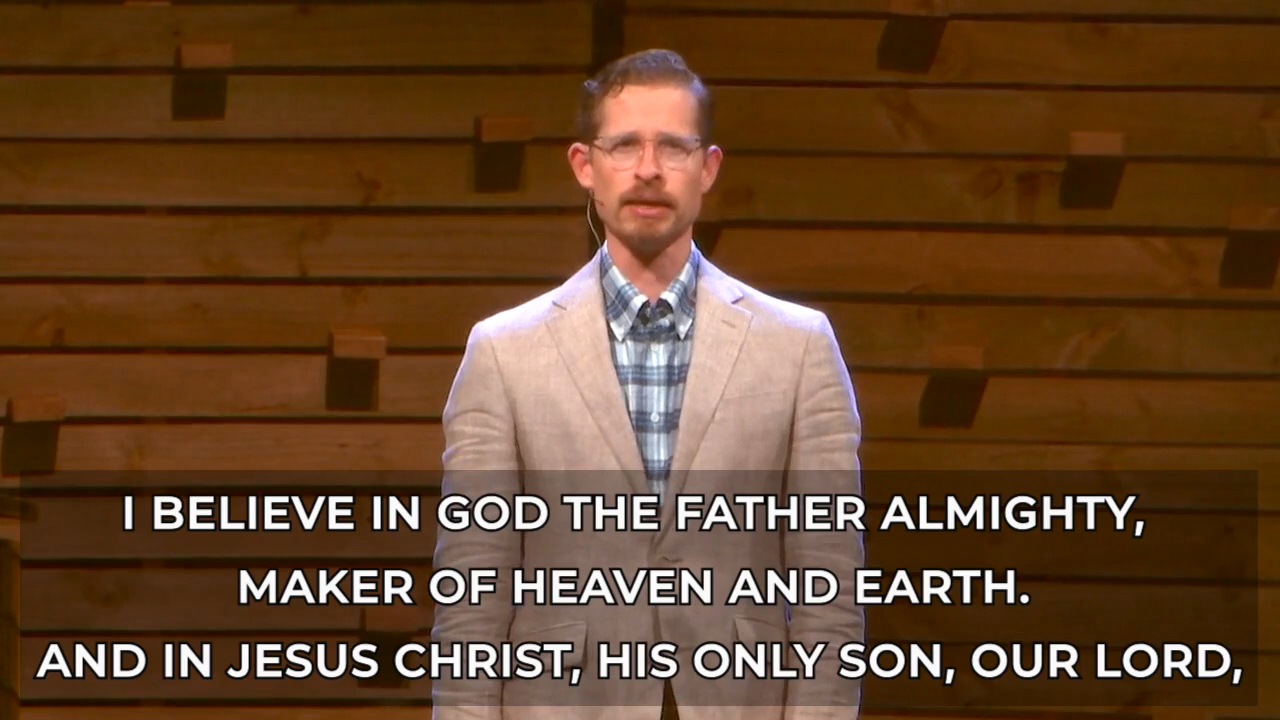 I BELIEVE IN GOD THE FATHER ALMIGHTY,
MAKER OF HEAVEN AND EARTH.
AND IN JESUS CHRIST, HIS ONLY SON, OUR LORD,